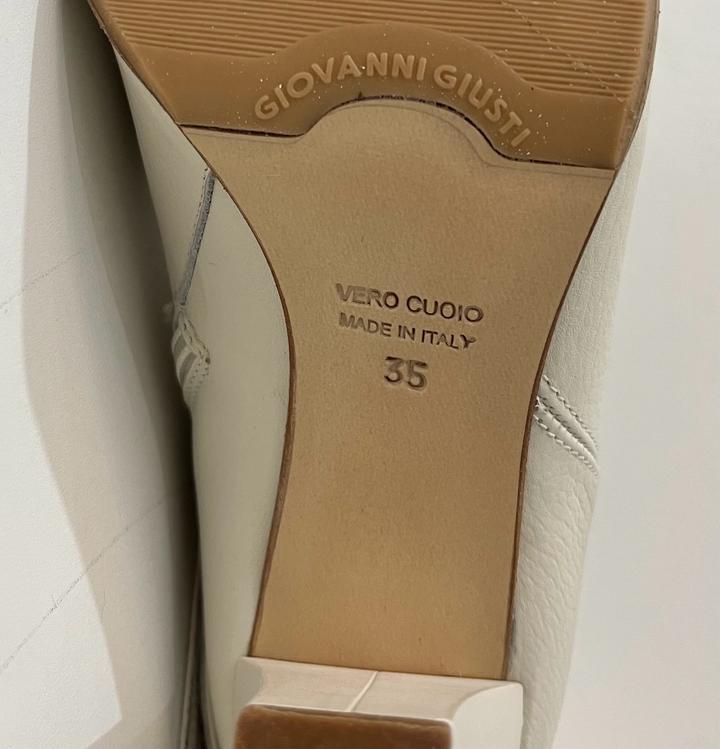 GIOVANNI GIUSTI
VERO CUOIO
MADE IN ITALY
35